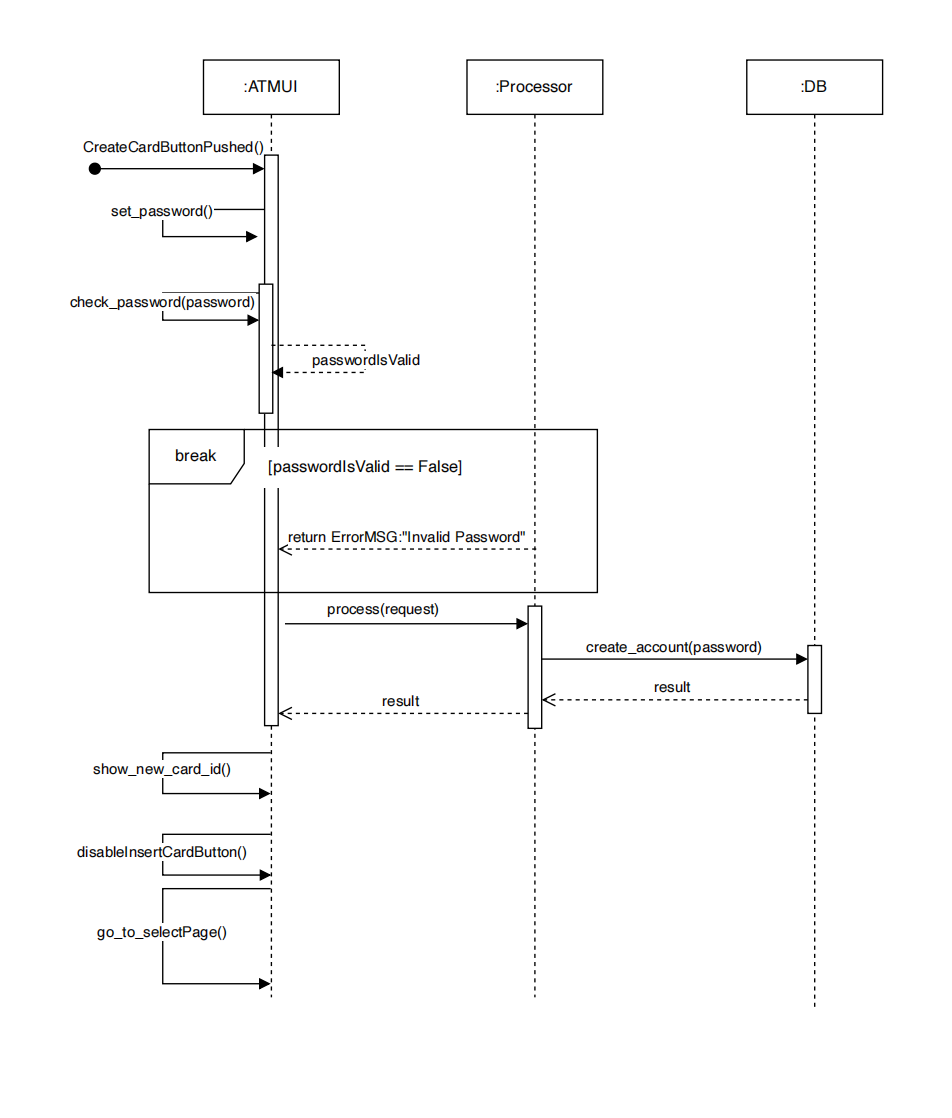 :ATMUI
:Processor
:DB
CreateCardButtonPushed()
set_password()
check_password(password)
passwordIsValid
break
[passwordIsValid == False]
return ErrorMSG:"Invalid Password"
process(request)
create_account(password)
result
result
show_new_card_id()
disableInsertCardButton()
go_to_selectPage()